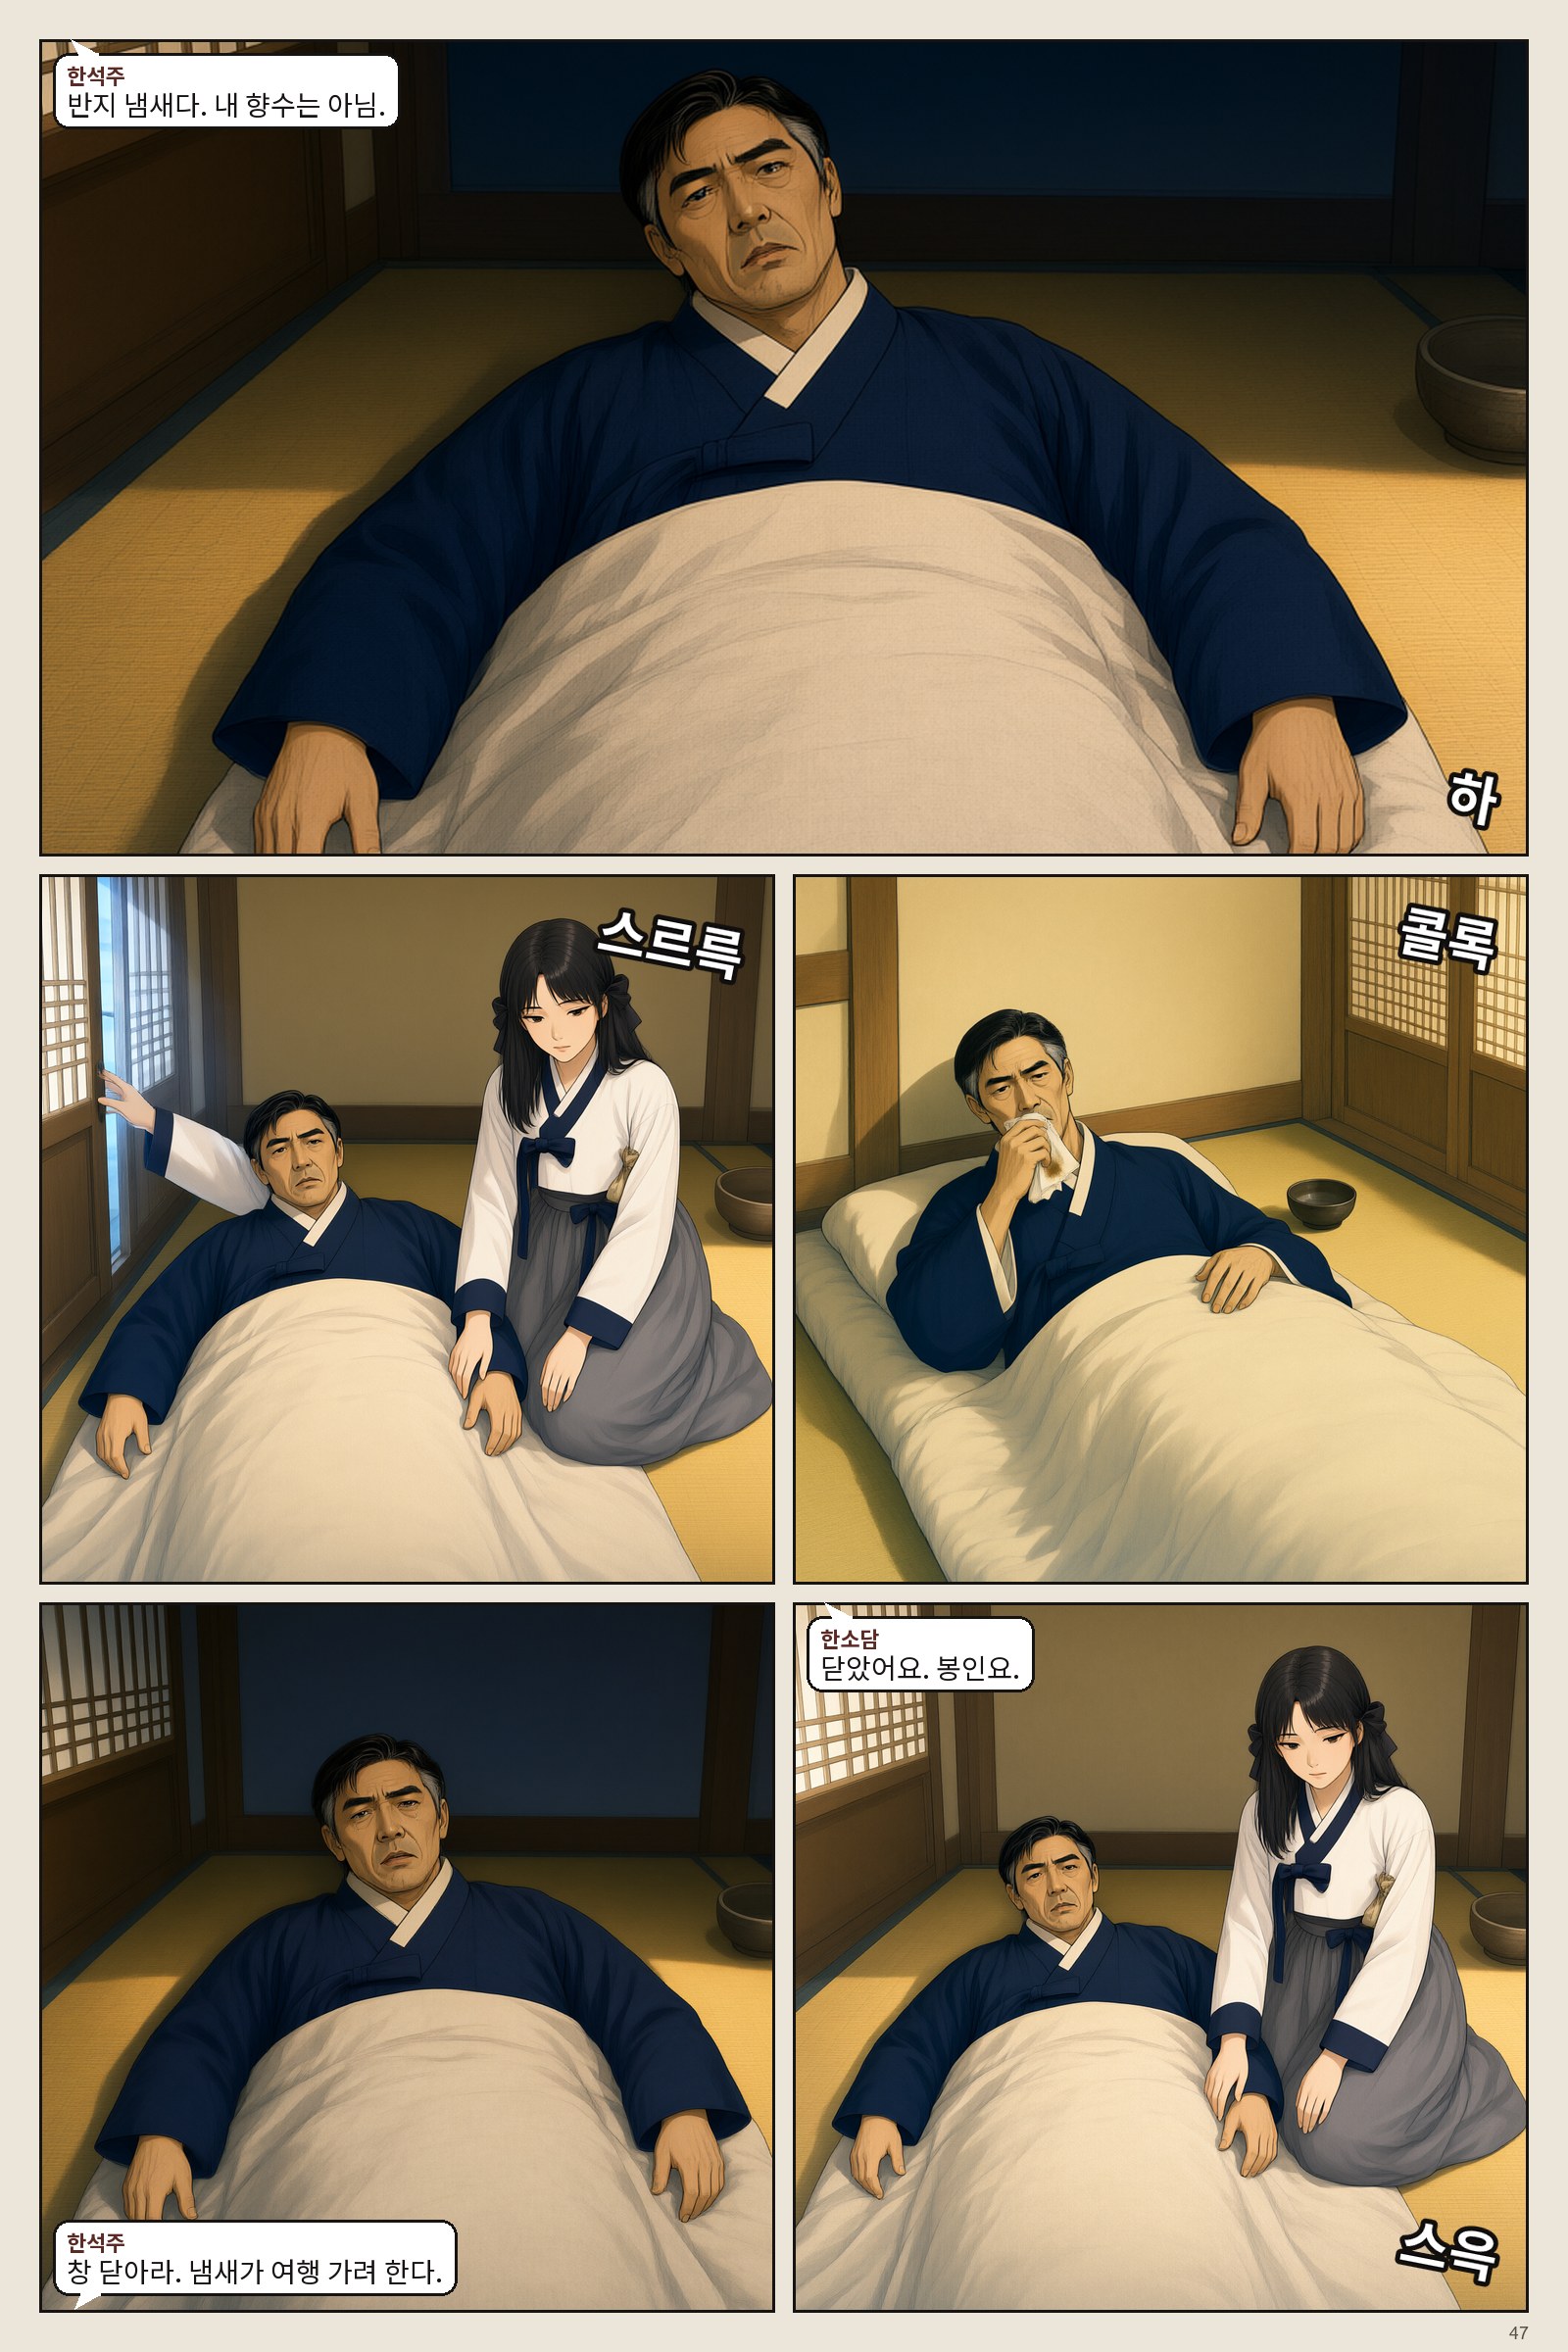 한석주
반지 냄새다. 내 향수는 아님.
하
스르륵
콜록
한석주
창 닫아라. 냄새가 여행 가려 한다.
한소담
닫았어요. 봉인요.
스윽
47